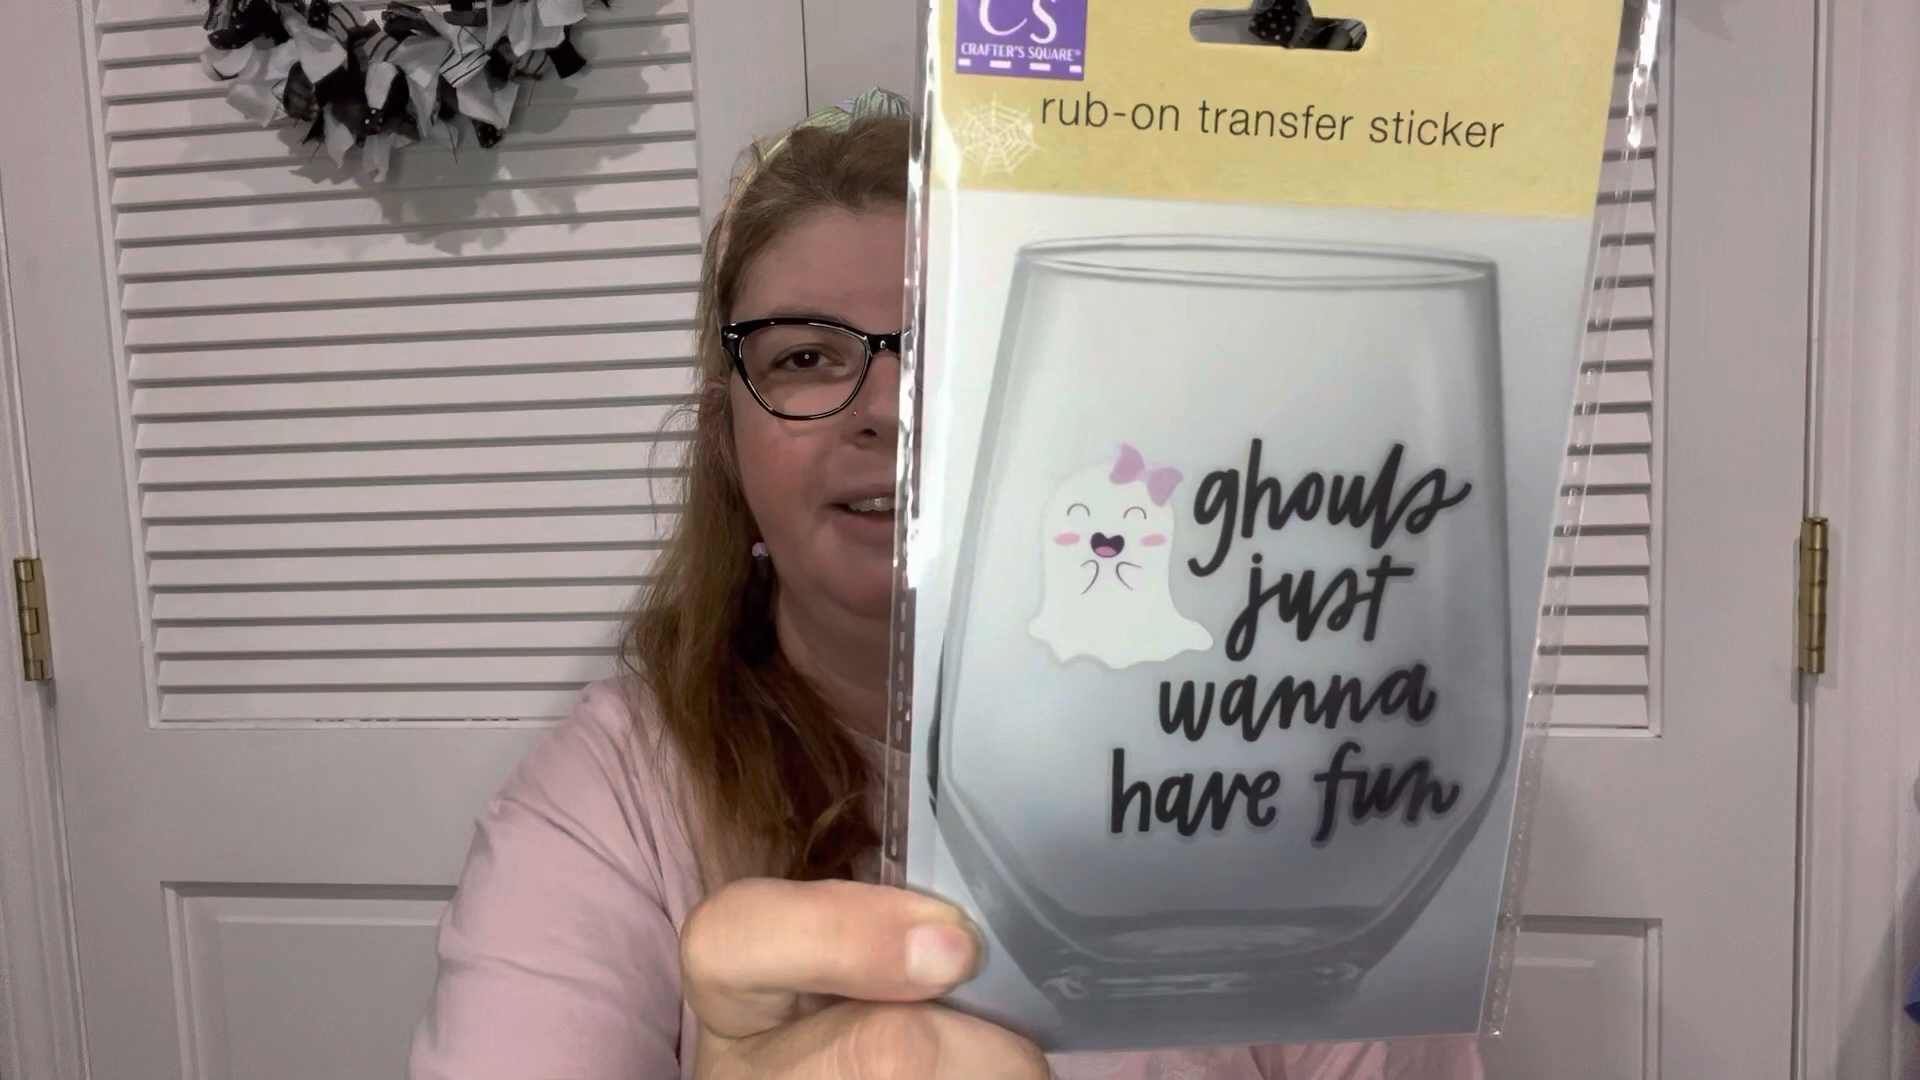 CS
CRAFTER'S SQUARE®
rub-on transfer sticker
ghouls
just
wanna
have fun